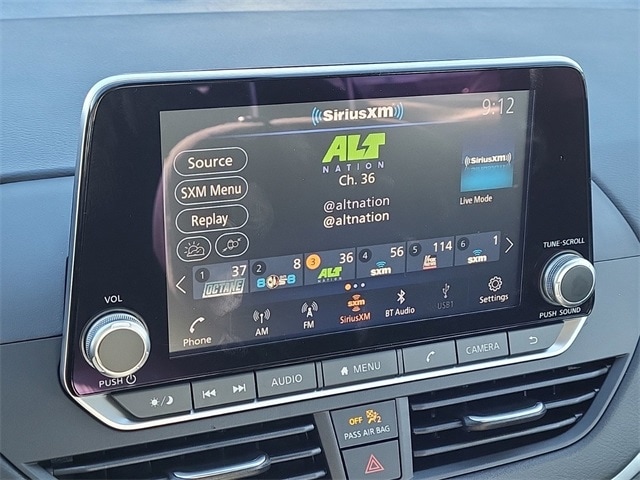 ((SiriusXM))
9:12
Source
SXM Menu
Replay
ALT
NATION
Ch. 36
@altnation
@altnation
((SiriusXM))
Live Mode
1 37 OCTANE
2 8
3 36 ALT NATION
4 56 sxm
5 114
6 1 sxm
Phone
AM
FM
SiriusXM
BT Audio
USB1
Settings
VOL
PUSH
TUNE·SCROLL
PUSH SOUND
AUDIO
MENU
CAMERA
OFF 2
PASS AIR BAG